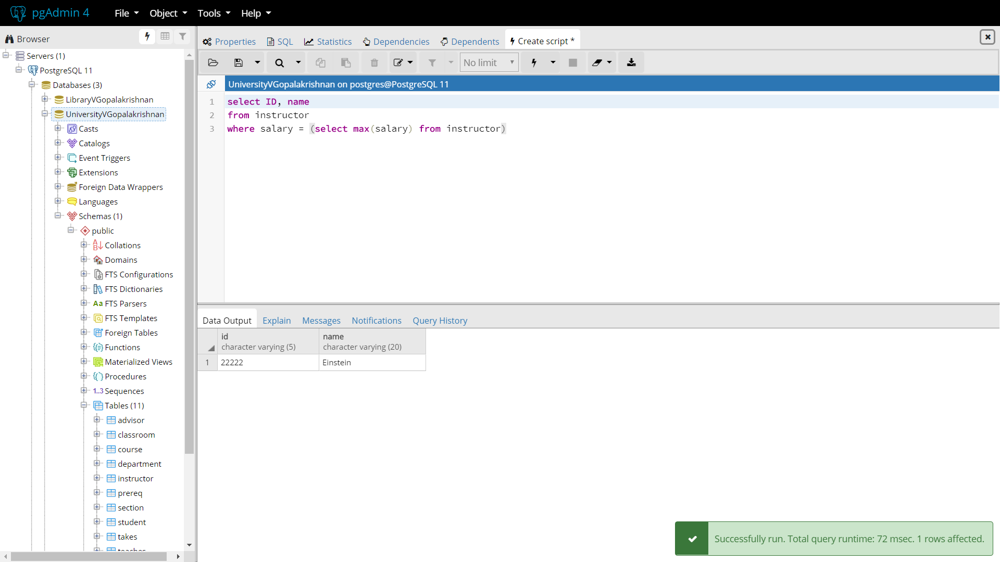 pgAdmin 4
File
Object
Tools
Help
Browser
Servers (1)
PostgreSQL 11
Databases (3)
LibraryVGopalakrishnan
UniversityVGopalakrishnan
Casts
Catalogs
Event Triggers
Extensions
Foreign Data Wrappers
Languages
Schemas (1)
public
Collations
Domains
FTS Configurations
FTS Dictionaries
Aa FTS Parsers
FTS Templates
Foreign Tables
Functions
Materialized Views
Procedures
1..3 Sequences
Tables (11)
advisor
classroom
course
department
instructor
prereq
section
student
takes
teaches
Properties
SQL
Statistics
Dependencies
Dependents
Create script *
No limit
UniversityVGopalakrishnan on postgres@PostgreSQL 11
1 select ID, name
2 from instructor
3 where salary = (select max(salary) from instructor)
Data Output
Explain
Messages
Notifications
Query History
id
character varying (5)
name
character varying (20)
1 22222 Einstein
Successfully run. Total query runtime: 72 msec. 1 rows affected.